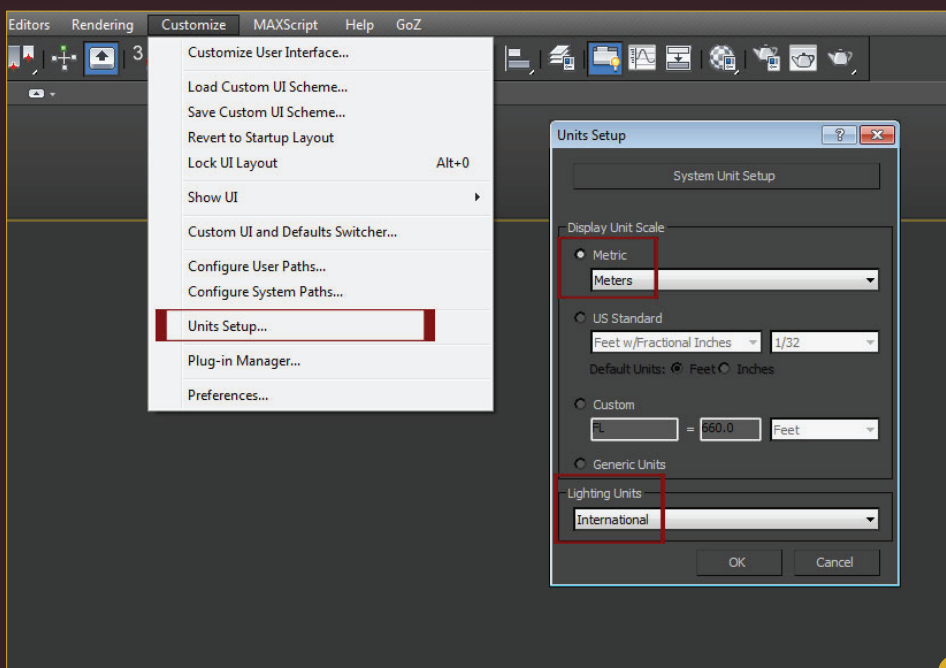 Editors Rendering Customize MAXScript Help GoZ
3
Customize User Interface...
Load Custom UI Scheme...
Save Custom UI Scheme...
Revert to Startup Layout
Lock UI Layout Alt+0
Show UI
Custom UI and Defaults Switcher...
Configure User Paths...
Configure System Paths...
Units Setup...
Plug-in Manager...
Preferences...
Units Setup
System Unit Setup
Display Unit Scale
Metric
Meters
US Standard
Feet w/Fractional Inches 1/32
Default Units: Feet Inches
Custom
FL = 660.0 Feet
Generic Units
Lighting Units
International
OK Cancel